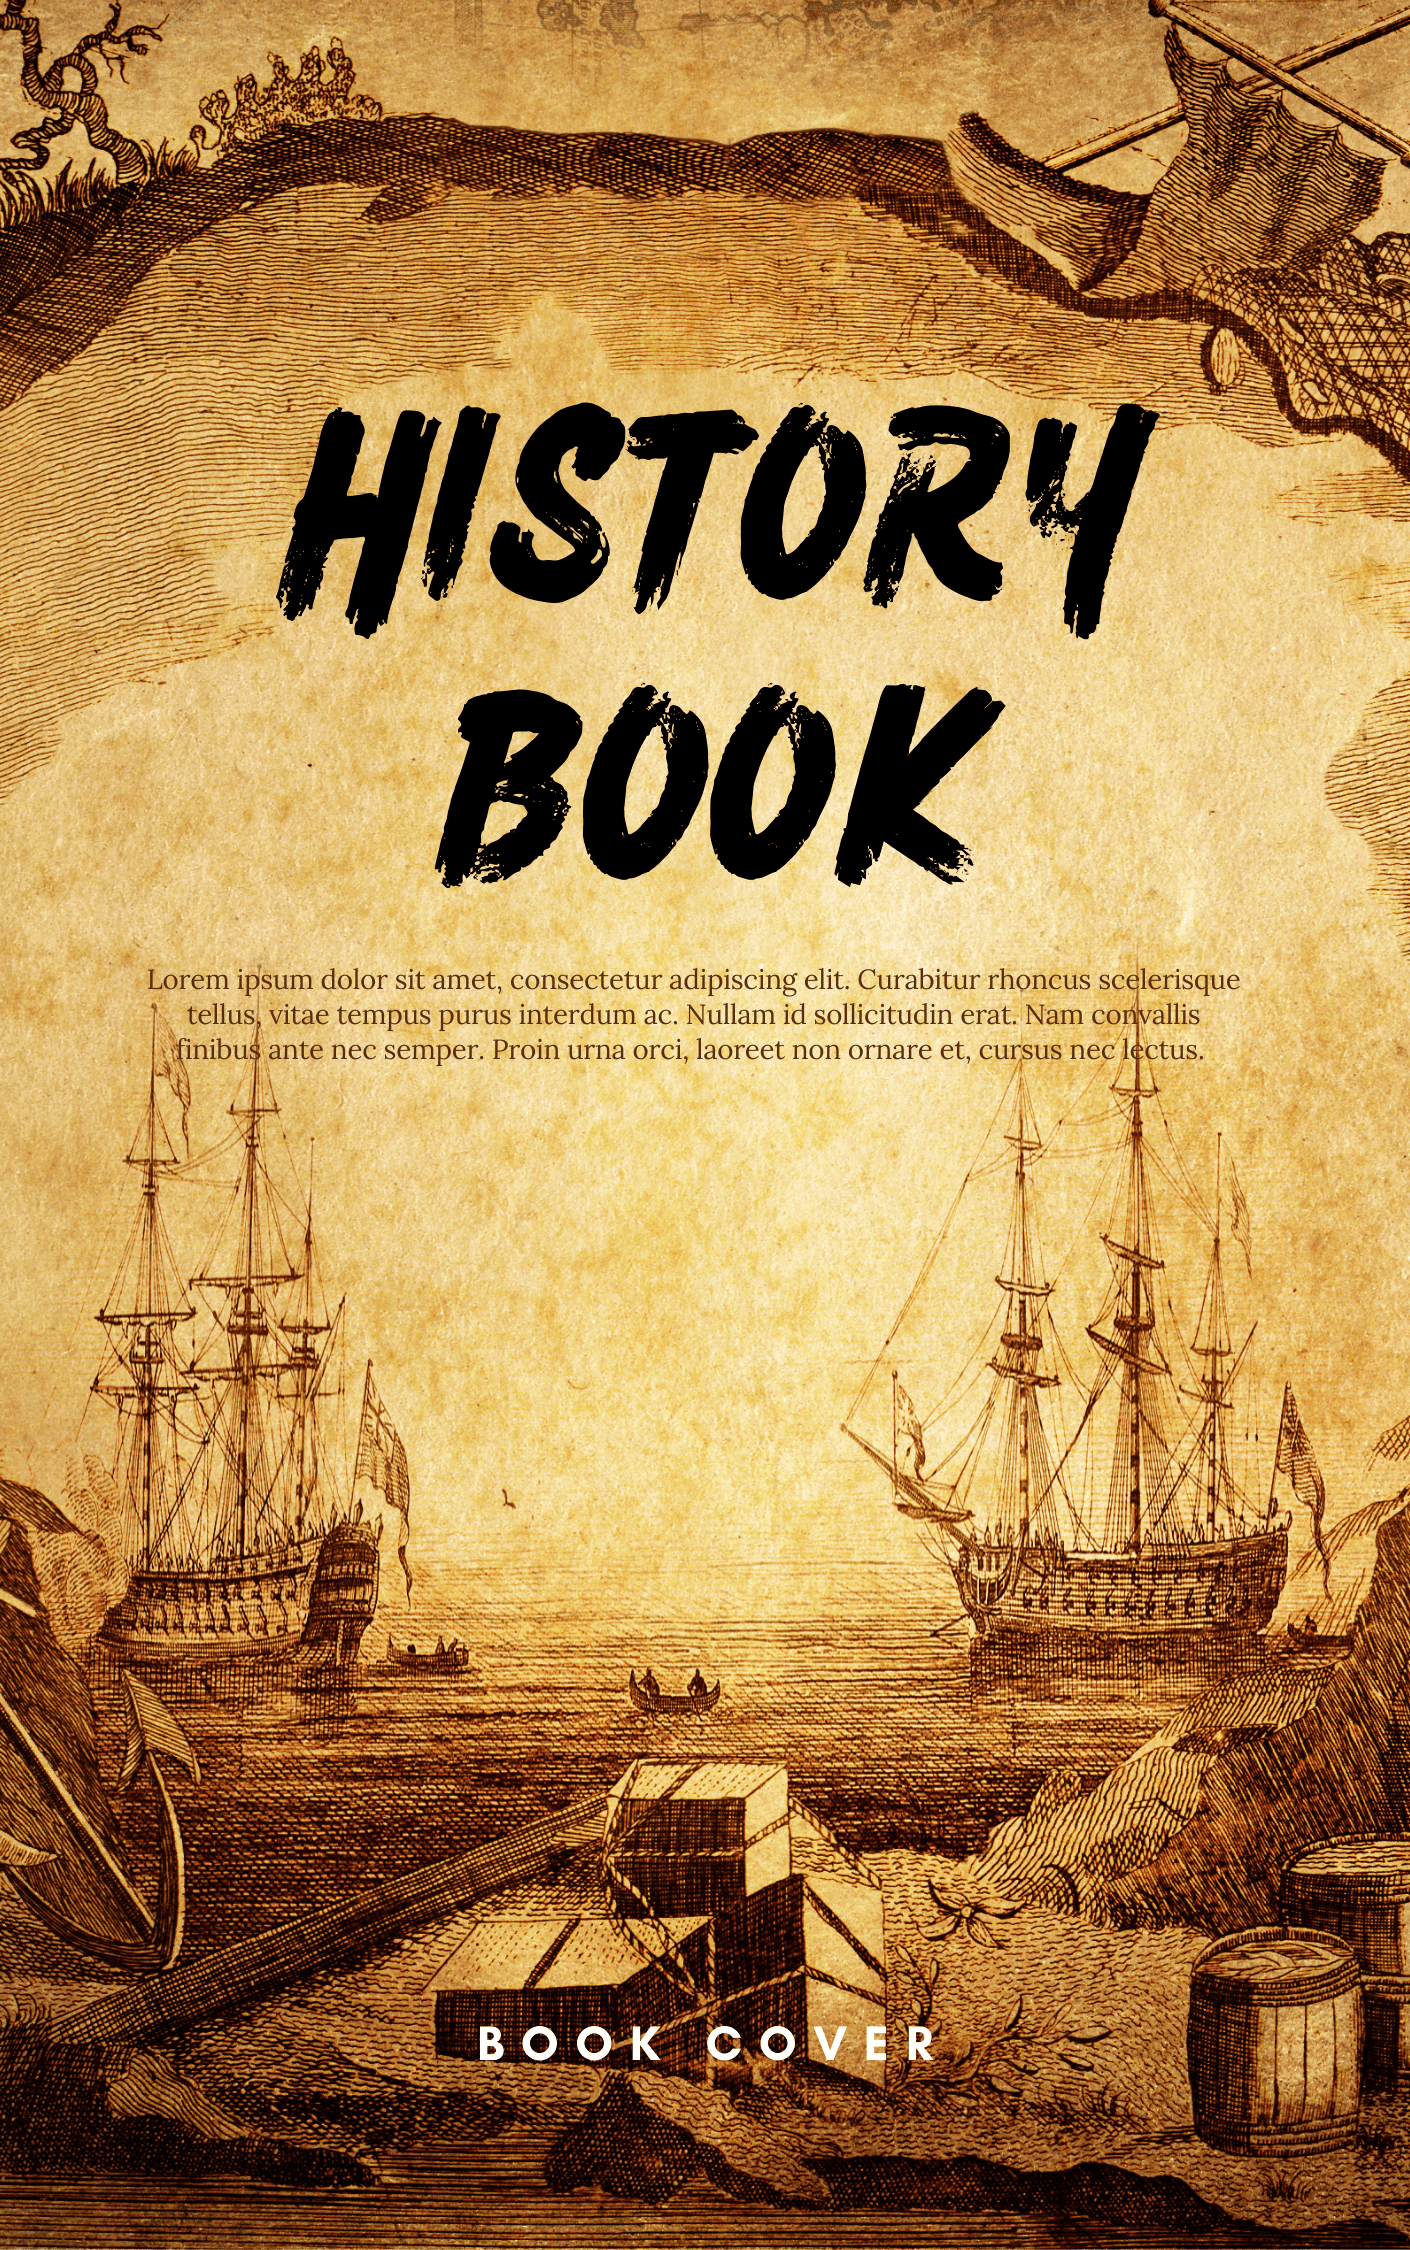 HISTORY
BOOK
Lorem ipsum dolor sit amet, consectetur adipiscing elit. Curabitur rhoncus scelerisque
tellus, vitae tempus purus interdum ac. Nullam id sollicitudin erat. Nam convallis
finibus ante nec semper. Proin urna orci, laoreet non ornare et, cursus nec lectus.
BOOK COVER